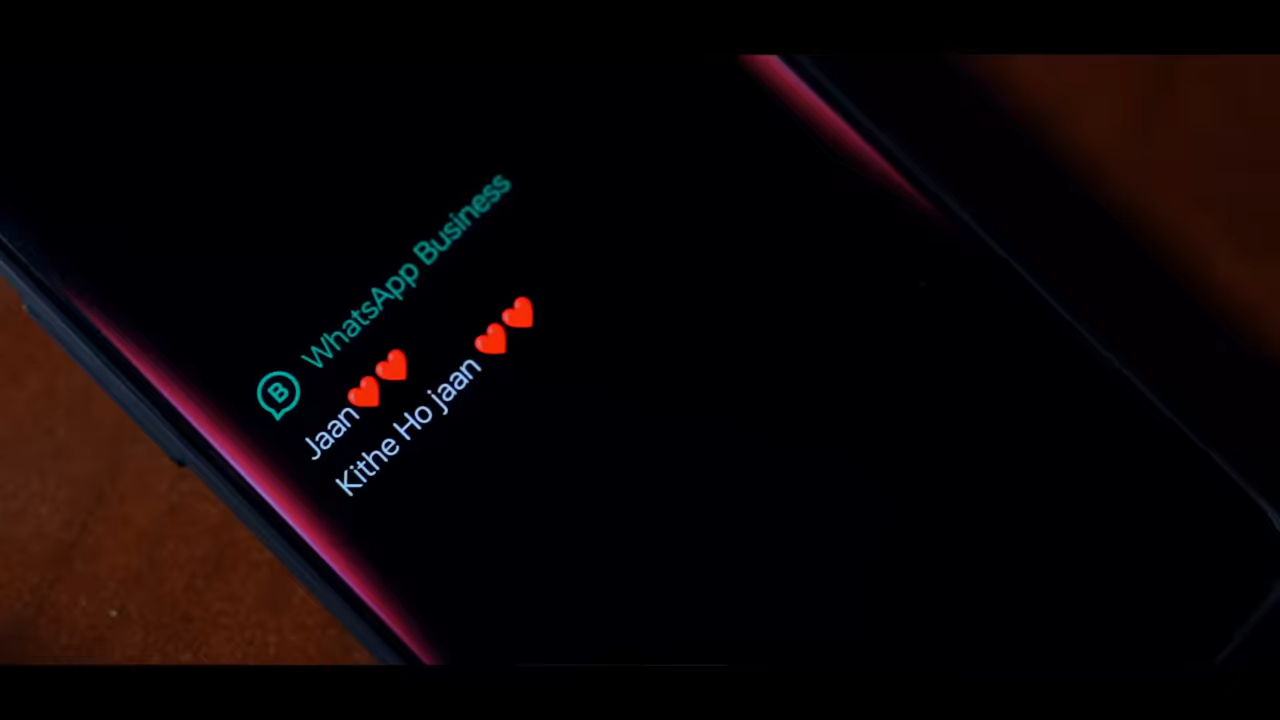 WhatsApp Business
Jaan❤️❤️
Kithe Ho jaan ❤️❤️